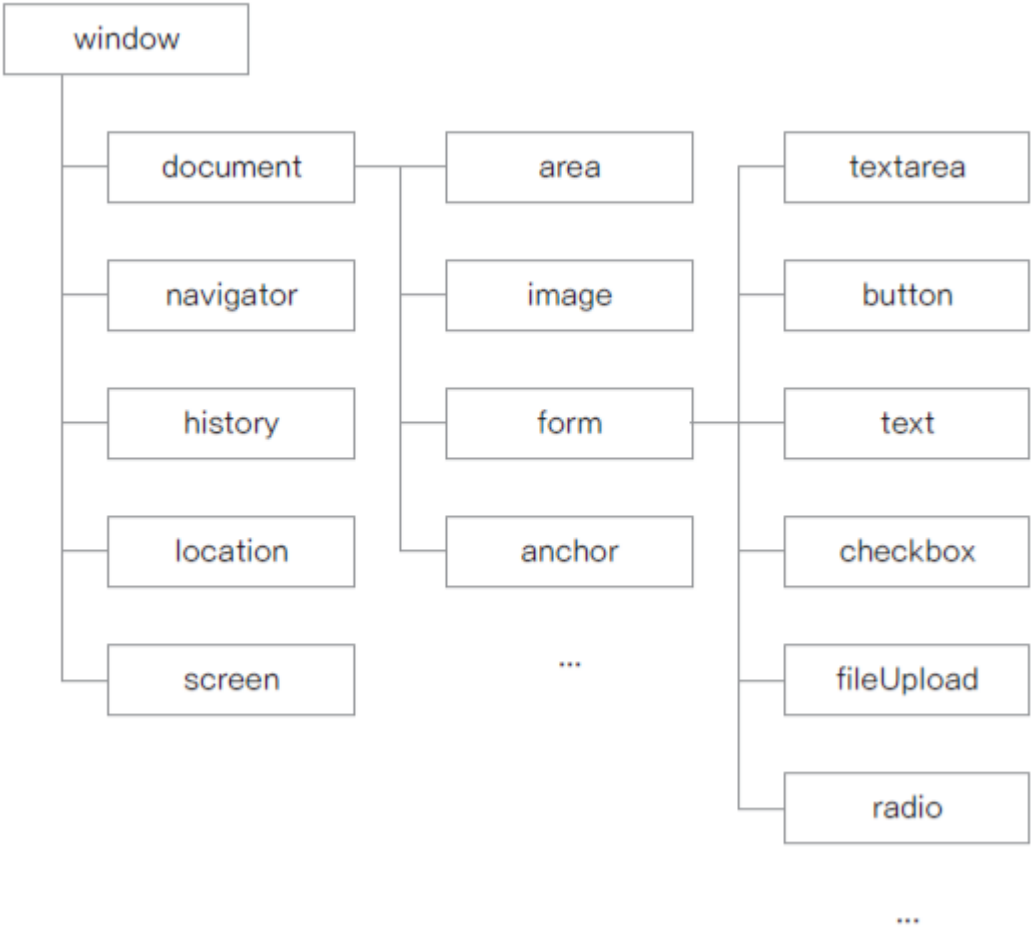 window
document
area
textarea
navigator
image
button
history
form
text
location
anchor
checkbox
screen
...
fileUpload
radio
...